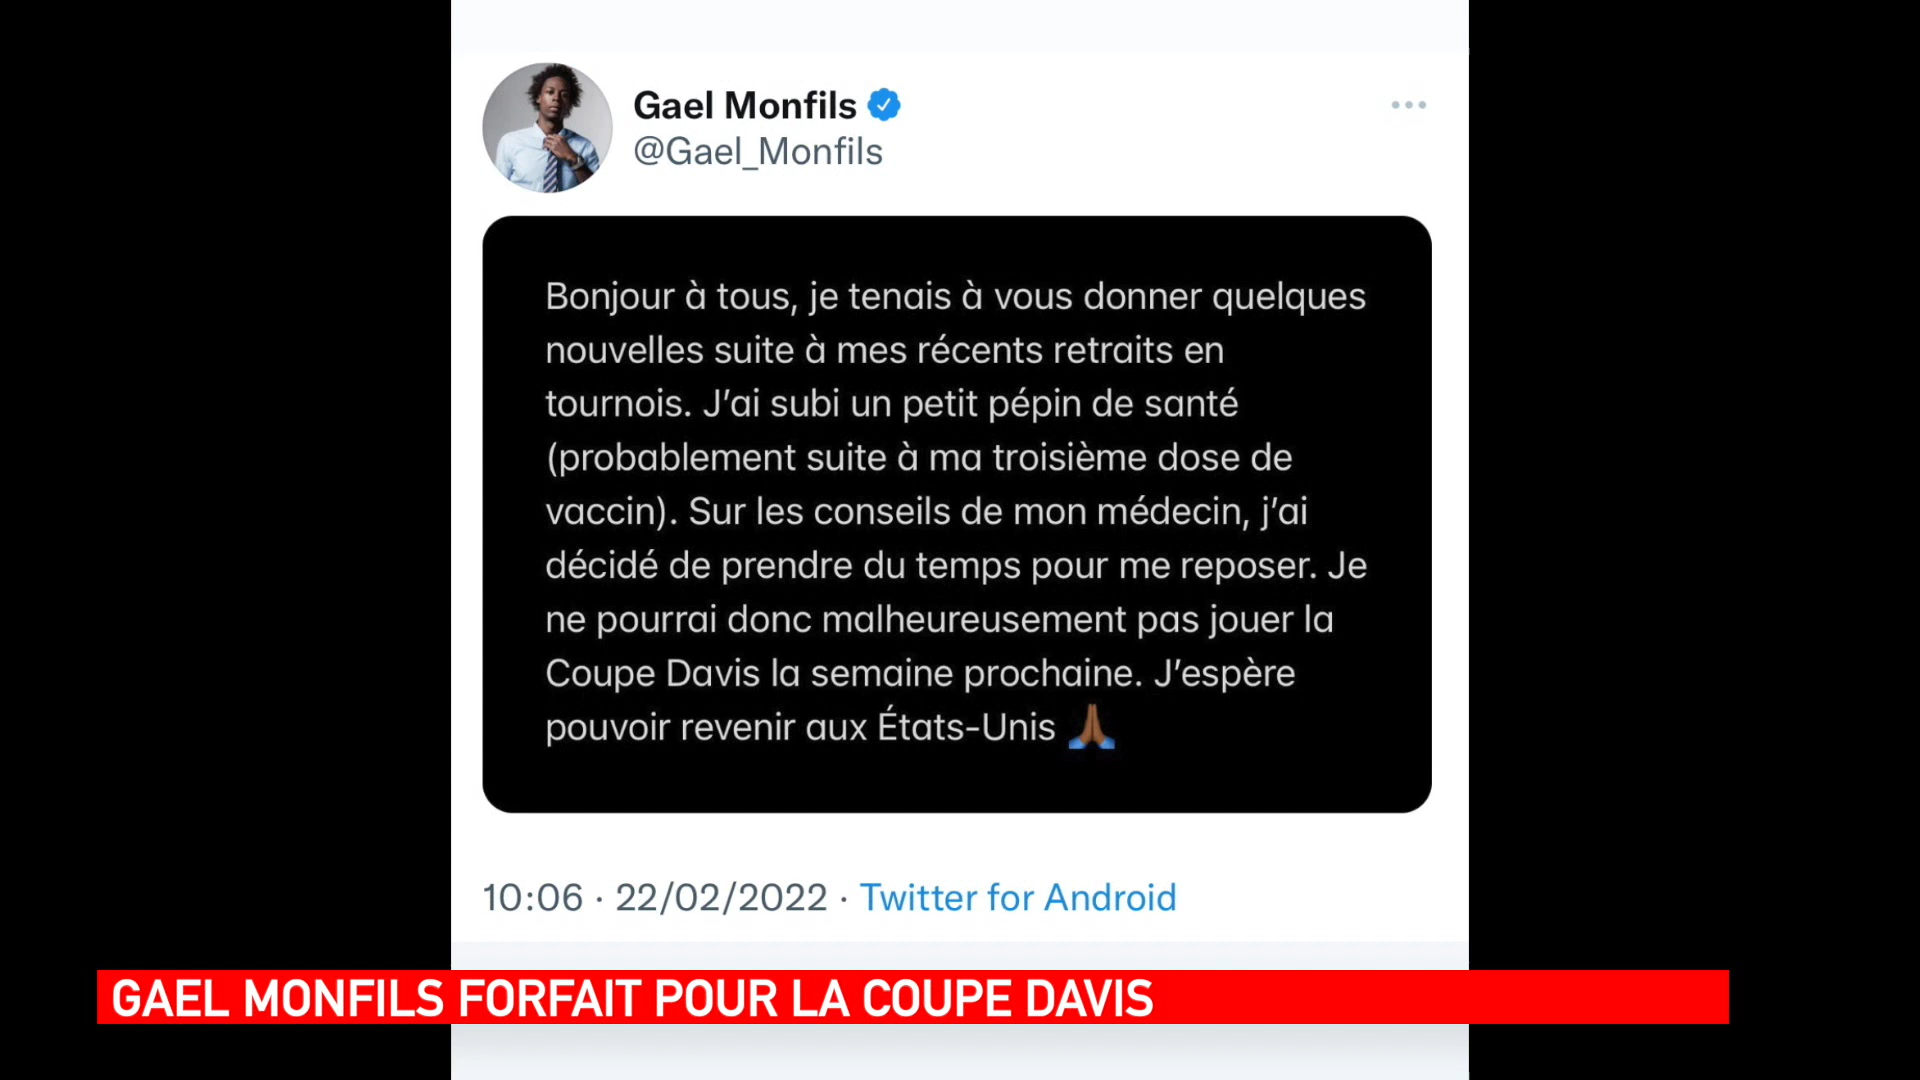 Gael Monfils
@Gael_Monfils
Bonjour à tous, je tenais à vous donner quelques
nouvelles suite à mes récents retraits en
tournois. J’ai subi un petit pépin de santé
(probablement suite à ma troisième dose de
vaccin). Sur les conseils de mon médecin, j’ai
décidé de prendre du temps pour me reposer. Je
ne pourrai donc malheureusement pas jouer la
Coupe Davis la semaine prochaine. J’espère
pouvoir revenir aux États-Unis 🙏🏾
10:06 · 22/02/2022 · Twitter for Android
GAEL MONFILS FORFAIT POUR LA COUPE DAVIS